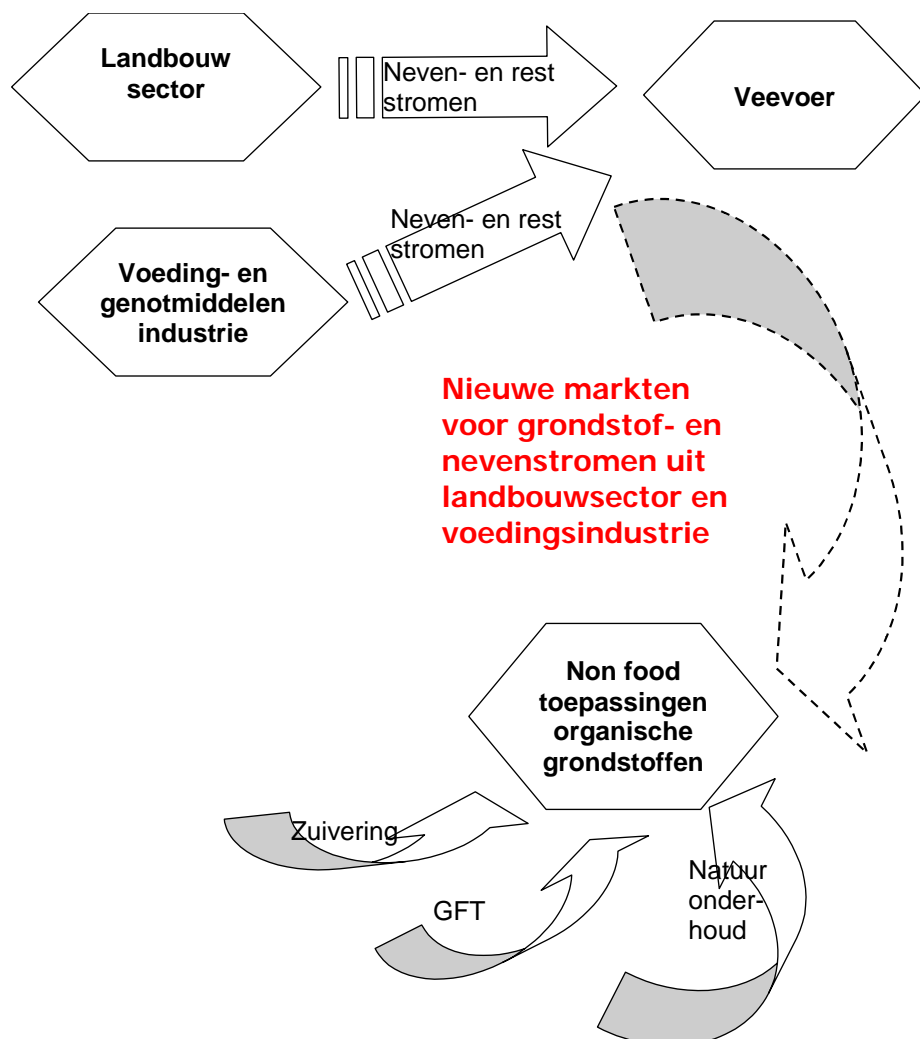 Landbouw
sector
Neven- en rest
stromen
Veevoer
Neven- en rest
stromen
Voeding- en
genotmiddelen
industrie
Nieuwe markten
voor grondstof- en
nevenstromen uit
landbouwsector en
voedingsindustrie
Non food
toepassingen
organische
grondstoffen
Zuivering
GFT
Natuur
onder-
houd